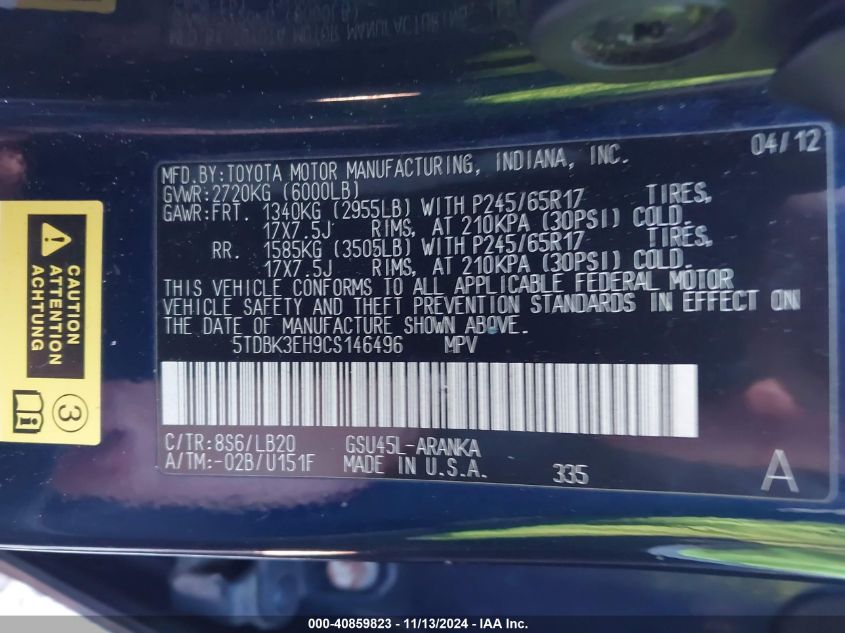 04/12
MFD.BY:TOYOTA MOTOR MANUFACTURING, INDIANA, INC.
GVWR:2720KG (6000LB)
GAWR:FRT. 1340KG (2955LB) WITH P245/65R17 TIRES,
17X7.5J RIMS, AT 210KPA (30PSI) COLD.
RR. 1585KG (3505LB) WITH P245/65R17 TIRES,
17X7.5J RIMS, AT 210KPA (30PSI) COLD.
THIS VEHICLE CONFORMS TO ALL APPLICABLE FEDERAL MOTOR
VEHICLE SAFETY AND THEFT PREVENTION STANDARDS IN EFFECT ON
THE DATE OF MANUFACTURE SHOWN ABOVE.
5TDBK3EH9CS146496 MPV
C/TR:8S6/LB20 GSU45L-ARANKA
A/TM:-02B/U151F MADE IN U.S.A. 335
A
CAUTION
ATTENTION
ACHTUNG
3
000-40859823 - 11/13/2024 - IAA Inc.